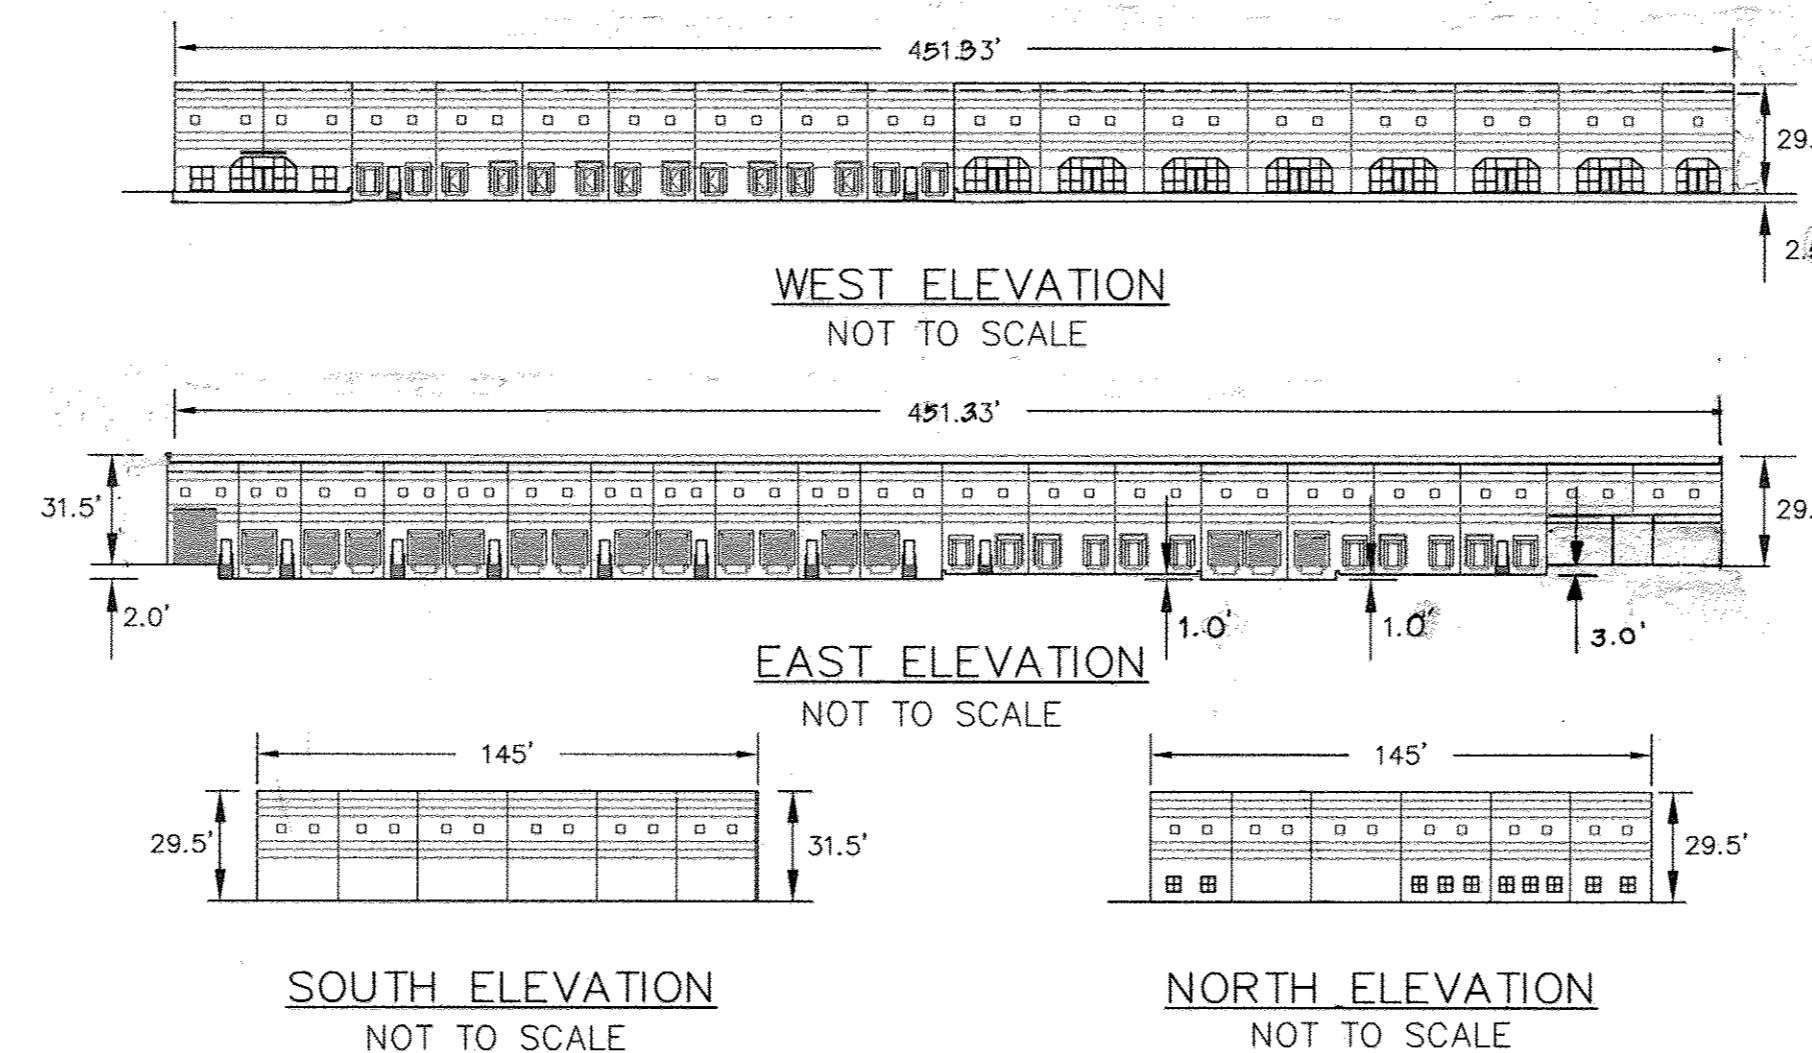 451.33'
29.
2.
WEST ELEVATION
NOT TO SCALE
451.33'
31.5'
29.
2.0'
1.0'
1.0'
3.0'
EAST ELEVATION
NOT TO SCALE
145'
145'
29.5'
31.5'
29.5'
SOUTH ELEVATION
NORTH ELEVATION
NOT TO SCALE
NOT TO SCALE